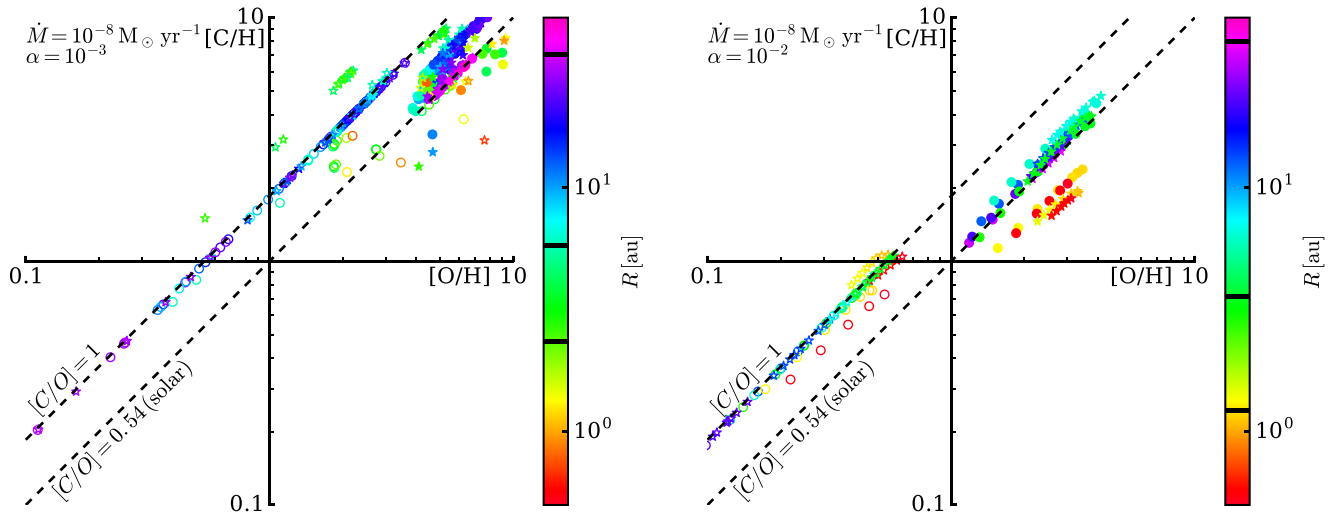 Ṁ = 10⁻⁸ M⊙ yr⁻¹
α = 10⁻³
10
[C/H]
0.1
[O/H]
10
[C/O] = 1
[C/O] = 0.54 (solar)
0.1
10¹
10⁰
R [au]
Ṁ = 10⁻⁸ M⊙ yr⁻¹
α = 10⁻²
10
[C/H]
0.1
[O/H]
10
[C/O] = 1
[C/O] = 0.54 (solar)
0.1
10¹
10⁰
R [au]